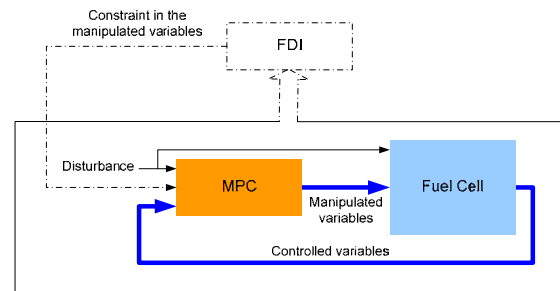 Constraint in the
manipulated variables
FDI
Disturbance
MPC
Fuel Cell
Manipulated
variables
Controlled variables